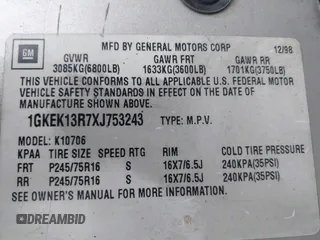 GM
MFD BY GENERAL MOTORS CORP 12/98
GVWR GAWR FRT GAWR RR
3085KG(6800LB) 1633KG(3600LB) 1701KG(3750LB)
THIS VEHICLE CONFORMS TO ALL APPLICABLE U.S. FEDERAL MOTOR
VEHICLE SAFETY STANDARDS IN EFFECT ON THE DATE OF
MANUFACTURE SHOWN ABOVE.
1GKEK13R7XJ753243 TYPE: M.P.V.
MODEL: K10706
KPAA TIRE SIZE SPEED RTG RIM COLD TIRE PRESSURE
FRT P245/75R16 S 16X7/6.5J 240KPA(35PSI)
RR P245/75R16 S 16X7/6.5J 240KPA(35PSI)
SEE OWNER'S MANUAL FOR MORE INFORMATION.
DREAMBID